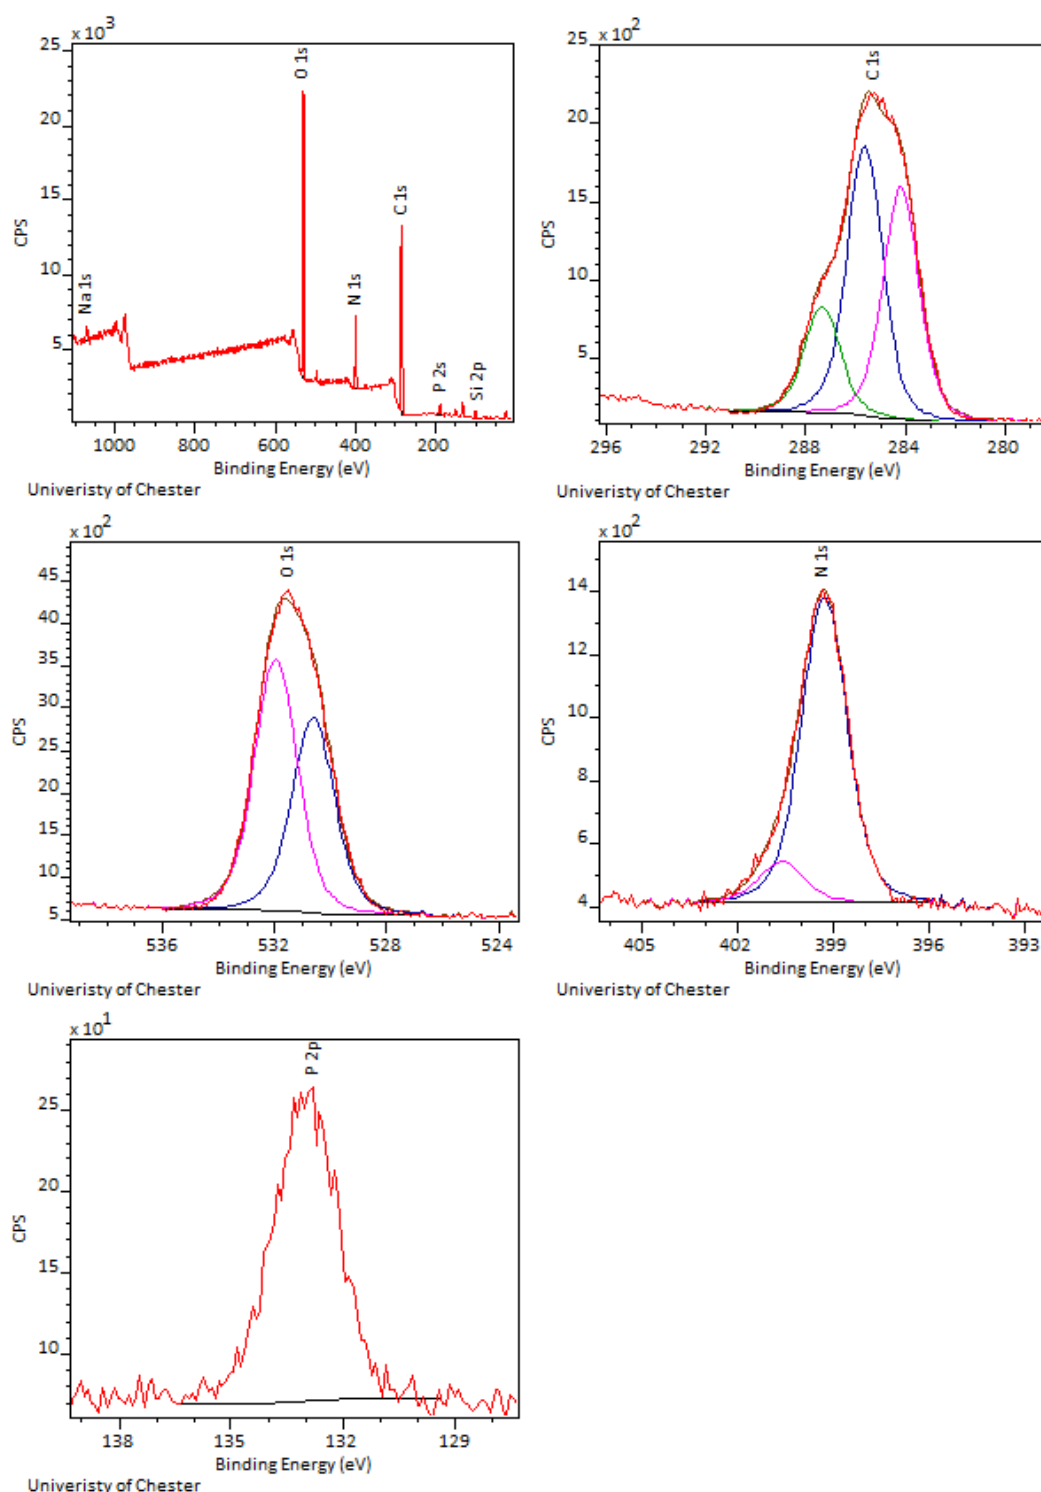 x 10³
25
20
15
10
5
CPS
Na 1s
O 1s
N 1s
C 1s
P 2s
Si 2p
1000 800 600 400 200
Binding Energy (eV)
Univeristy of Chester
x 10²
25
20
15
10
5
CPS
C 1s
296 292 288 284 280
Binding Energy (eV)
Univeristy of Chester
x 10²
45
40
35
30
25
20
15
10
5
CPS
O 1s
536 532 528 524
Binding Energy (eV)
Univeristy of Chester
x 10²
14
12
10
8
6
4
CPS
N 1s
405 402 399 396 393
Binding Energy (eV)
Univeristy of Chester
x 10¹
25
20
15
10
CPS
P 2p
138 135 132 129
Binding Energy (eV)
Univeristy of Chester